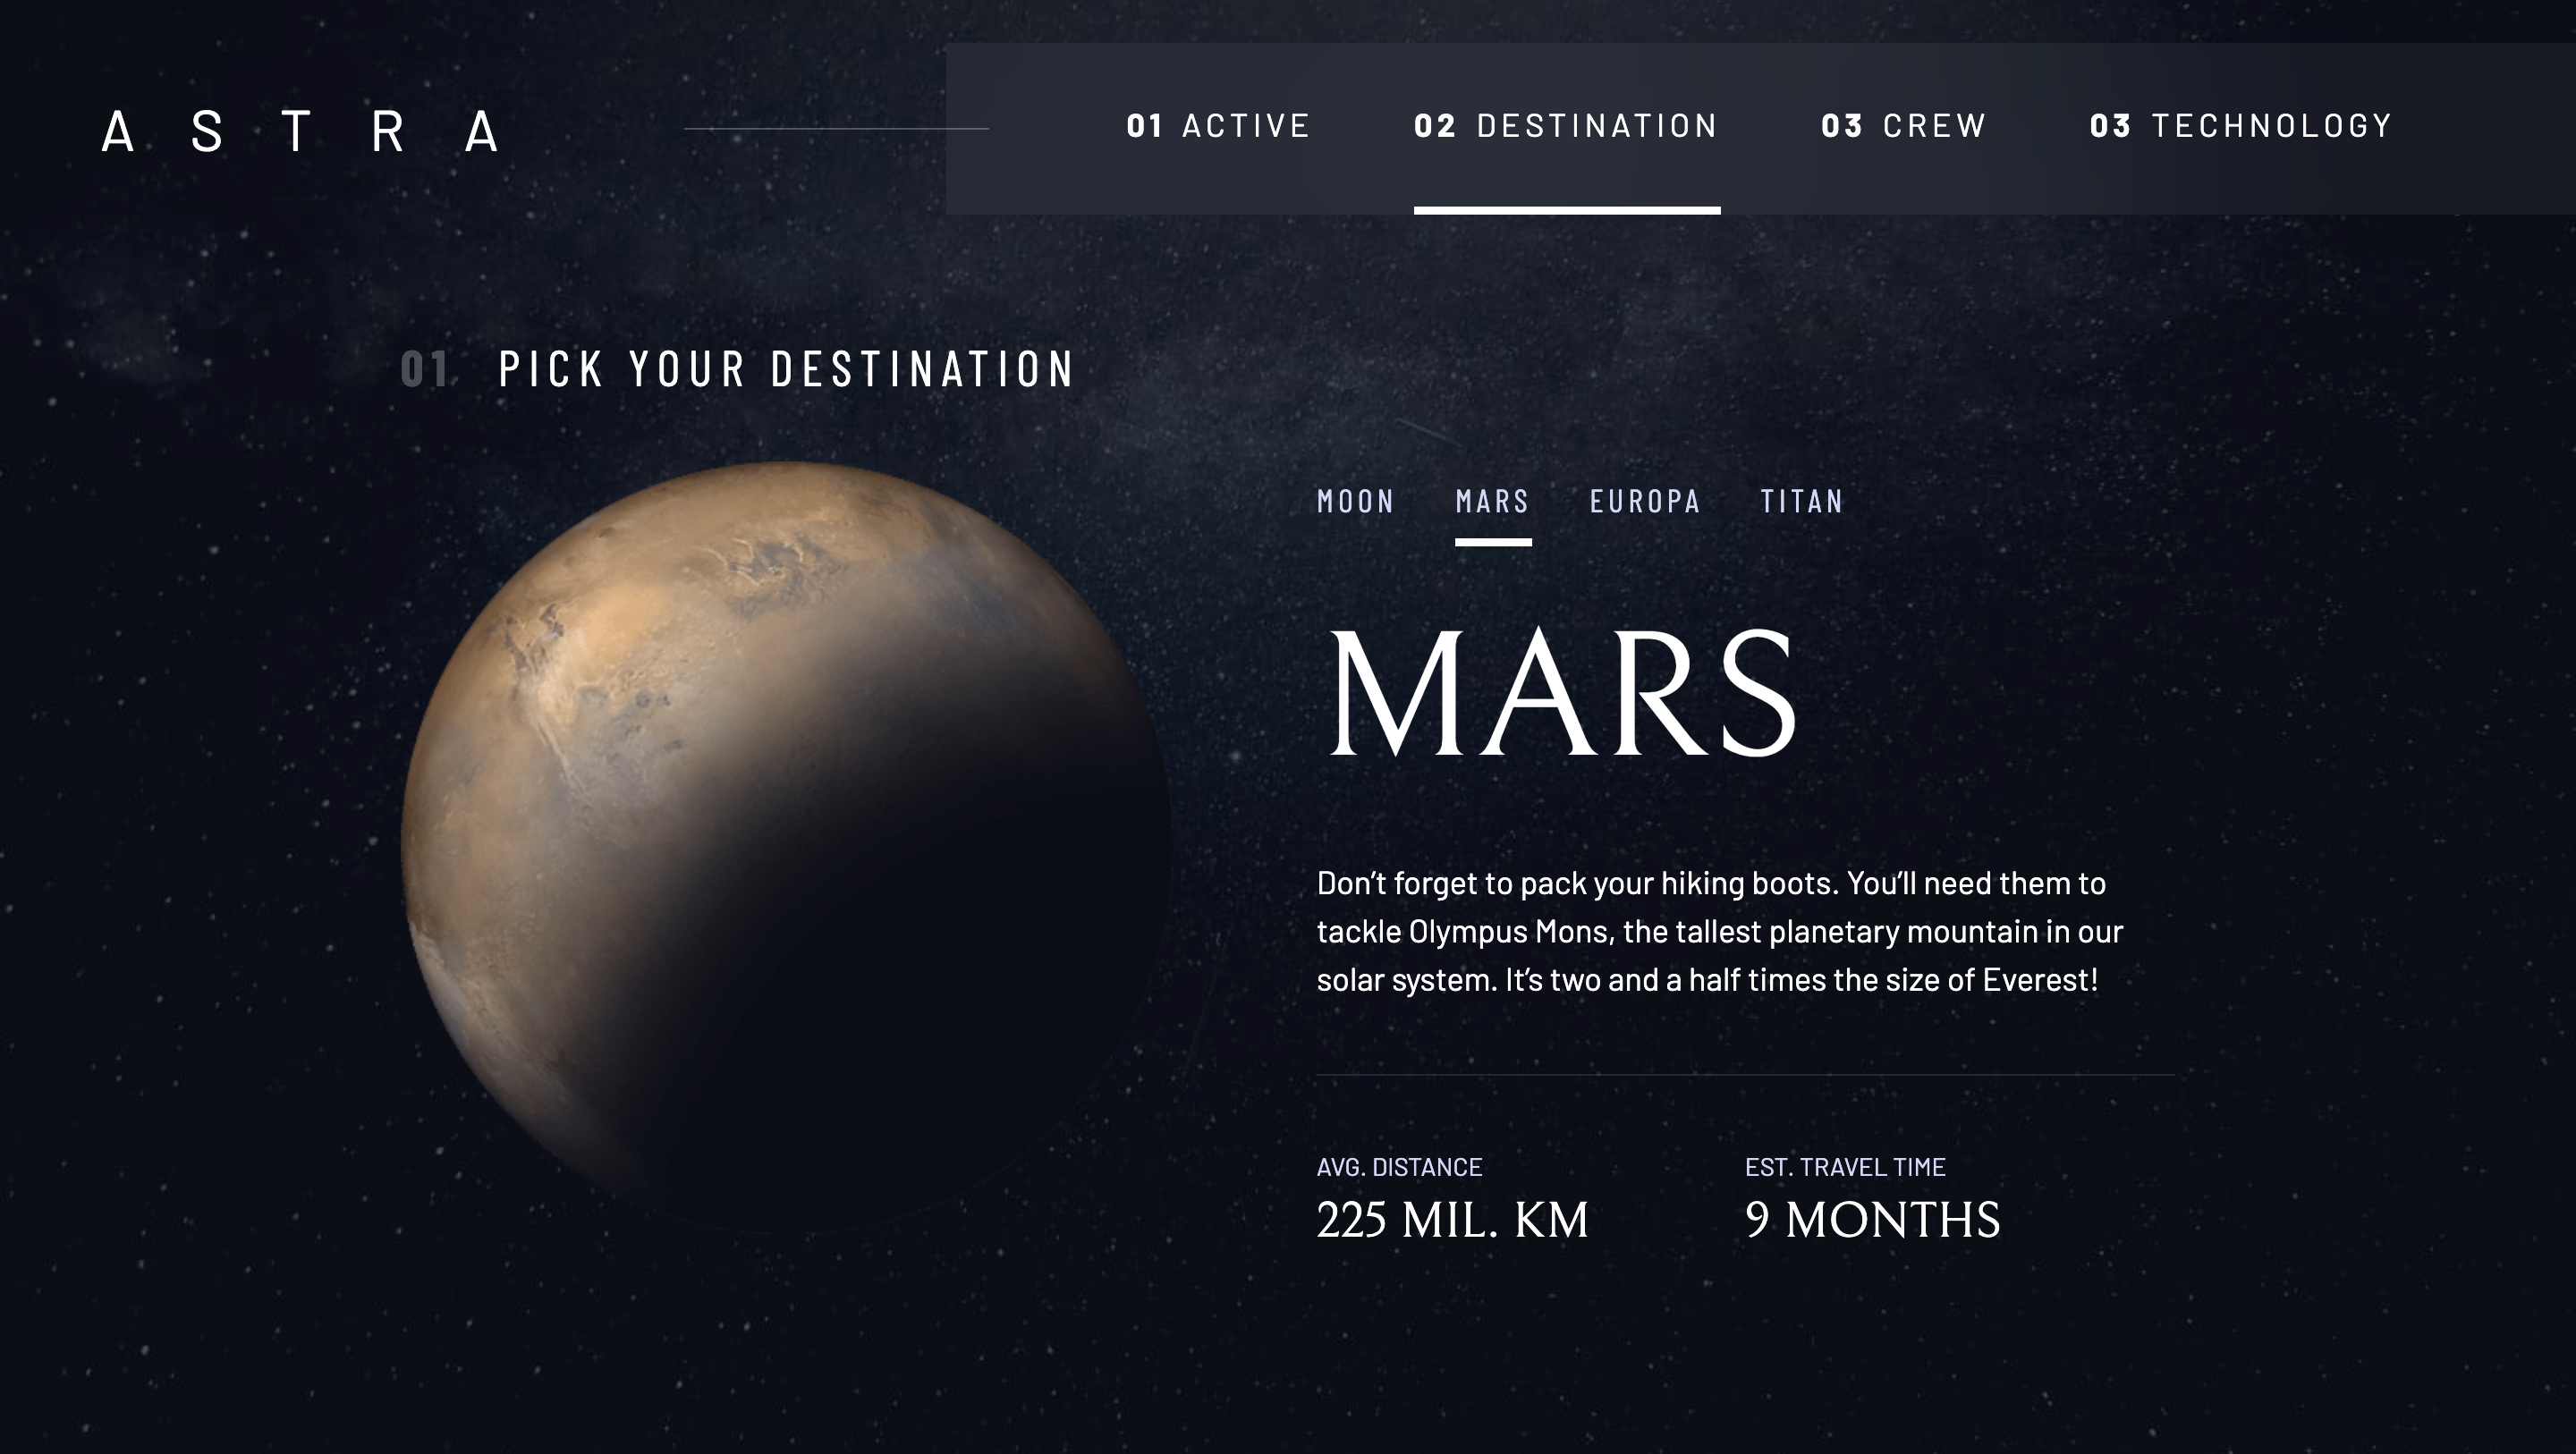 A S T R A
01 ACTIVE 02 DESTINATION 03 CREW 03 TECHNOLOGY
01 PICK YOUR DESTINATION
MOON MARS EUROPA TITAN
MARS
Don’t forget to pack your hiking boots. You’ll need them to
tackle Olympus Mons, the tallest planetary mountain in our
solar system. It’s two and a half times the size of Everest!
AVG. DISTANCE EST. TRAVEL TIME
225 MIL. KM 9 MONTHS